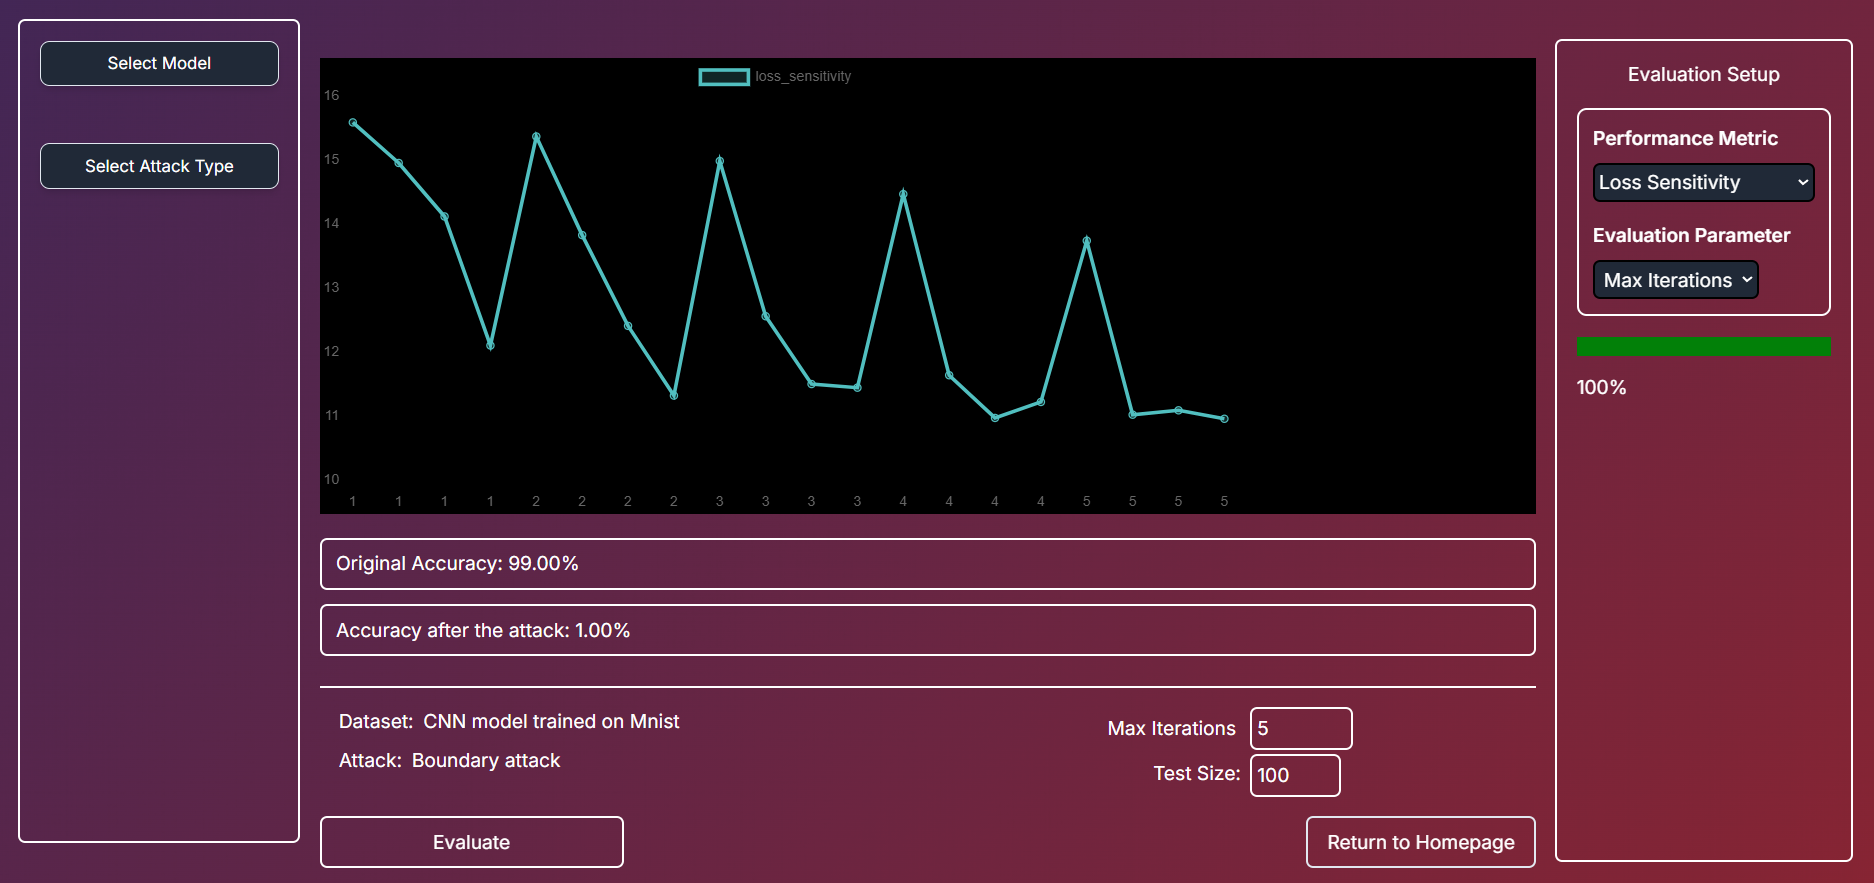 Select Model
Select Attack Type
loss_sensitivity
16
15
14
13
12
11
10
1 1 1 1 2 2 2 2 3 3 3 3 4 4 4 4 5 5 5 5
Original Accuracy: 99.00%
Accuracy after the attack: 1.00%
Dataset: CNN model trained on Mnist
Attack: Boundary attack
Max Iterations 5
Test Size: 100
Evaluate
Return to Homepage
Evaluation Setup
Performance Metric
Loss Sensitivity
Evaluation Parameter
Max Iterations
100%